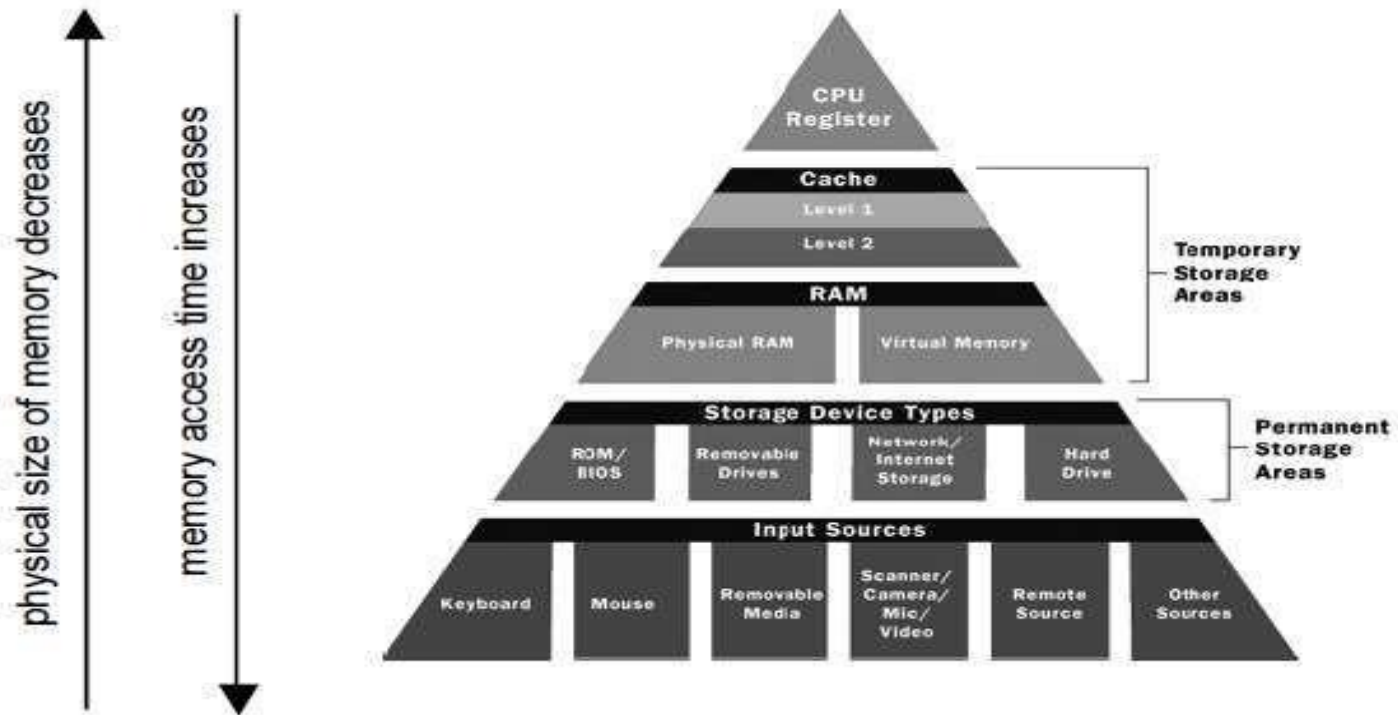 physical size of memory decreases
memory access time increases
CPU
Register
Cache
Level 1
Level 2
RAM
Physical RAM
Virtual Memory
Temporary
Storage
Areas
Storage Device Types
ROM/
BIOS
Removable
Drives
Network/
Internet
Storage
Hard
Drive
Permanent
Storage
Areas
Input Sources
Keyboard
Mouse
Removable
Media
Scanner/
Camera/
Mic/
Video
Remote
Source
Other
Sources